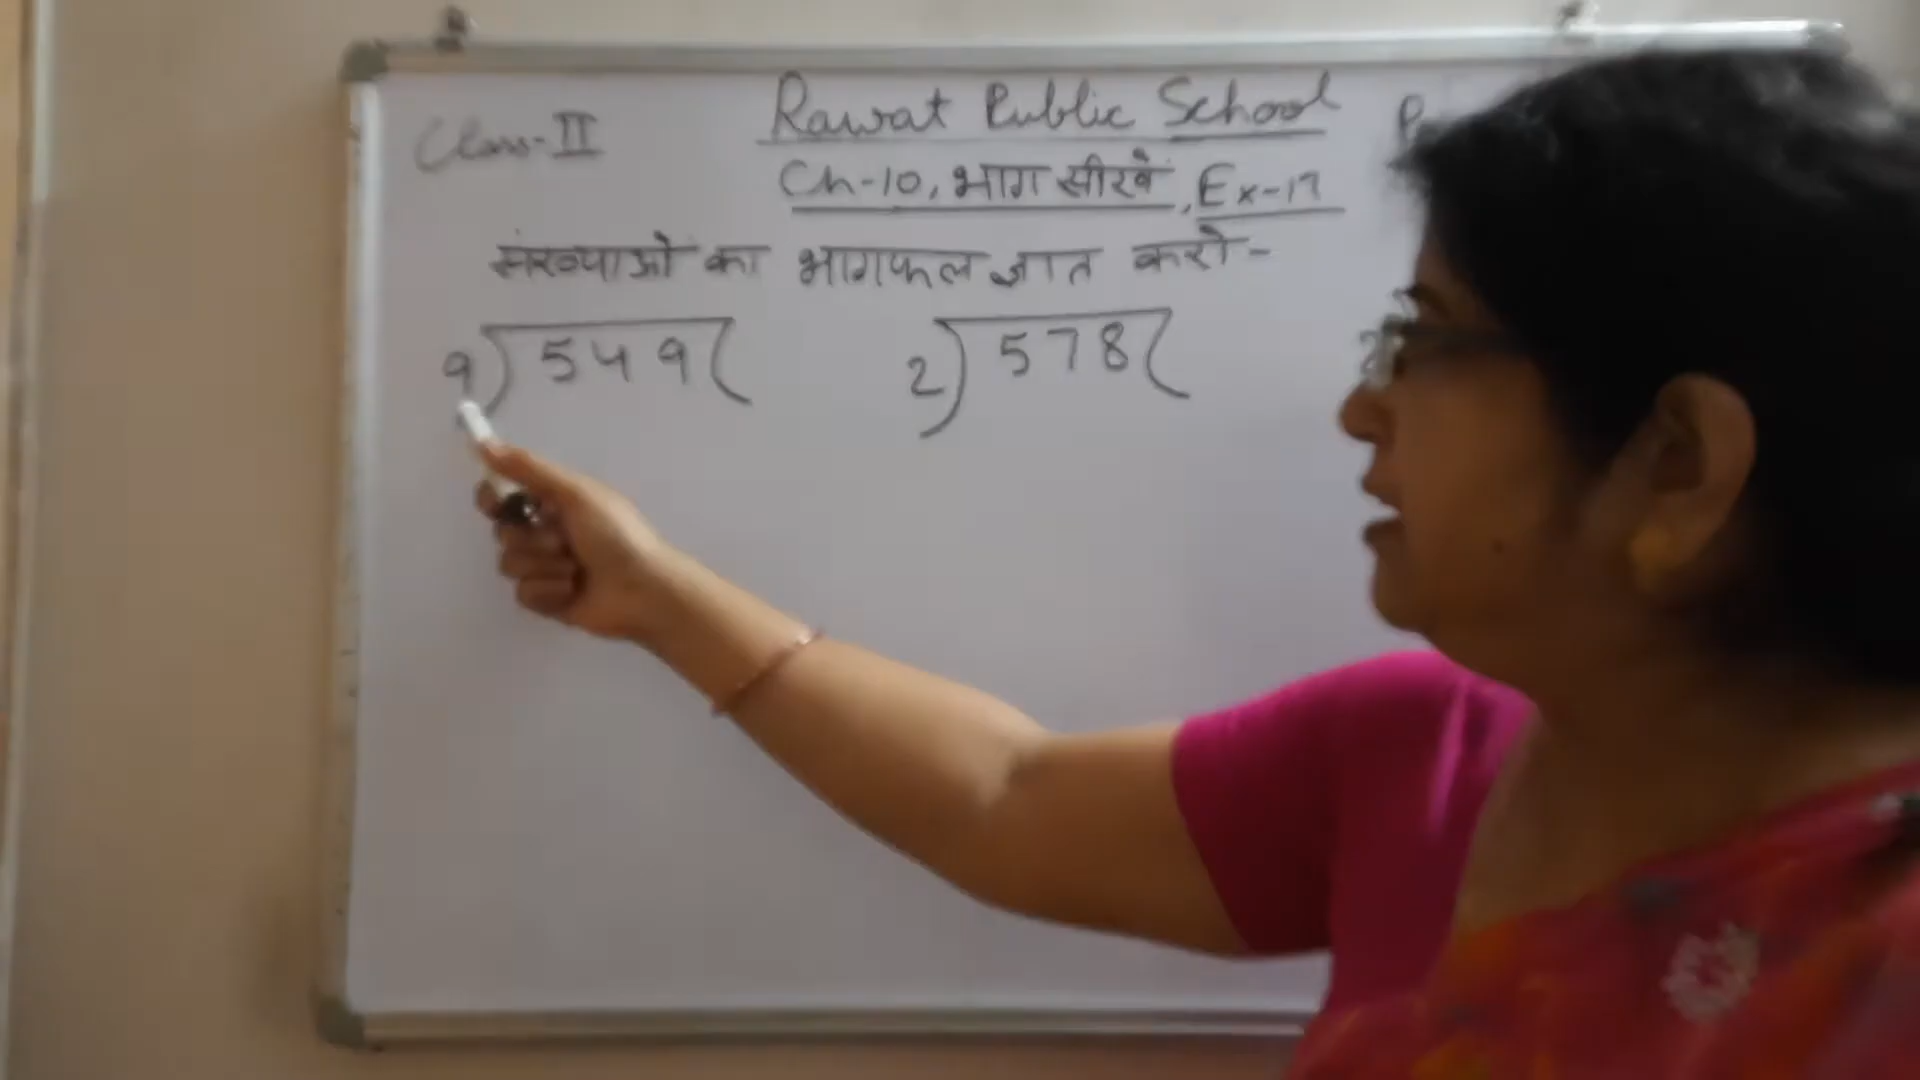 Class-II
Rawat Public School
Ch-10, भाग सीखें, Ex-17
संख्याओं का भागफल ज्ञात करो-
9)549(
2)578(